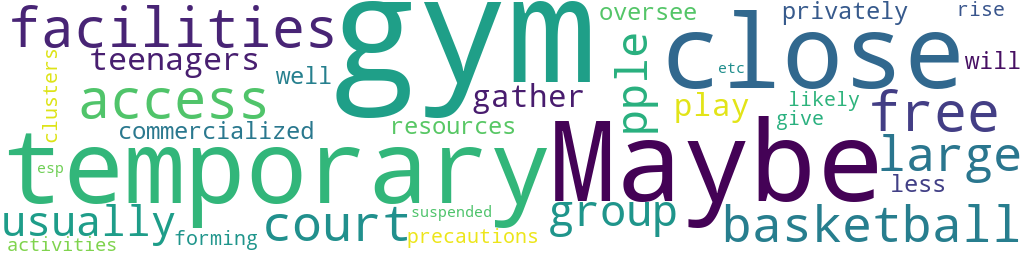 facilities gym oversee privately rise
teenagers well close will
clusters access gather pple etc play likely free
commercialized resources give
temporary Maybe large
esp less
usually court suspended group basketball
activities forming precautions